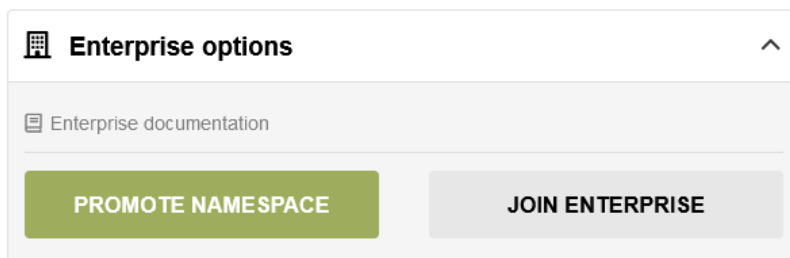 Enterprise options
Enterprise documentation
PROMOTE NAMESPACE
JOIN ENTERPRISE